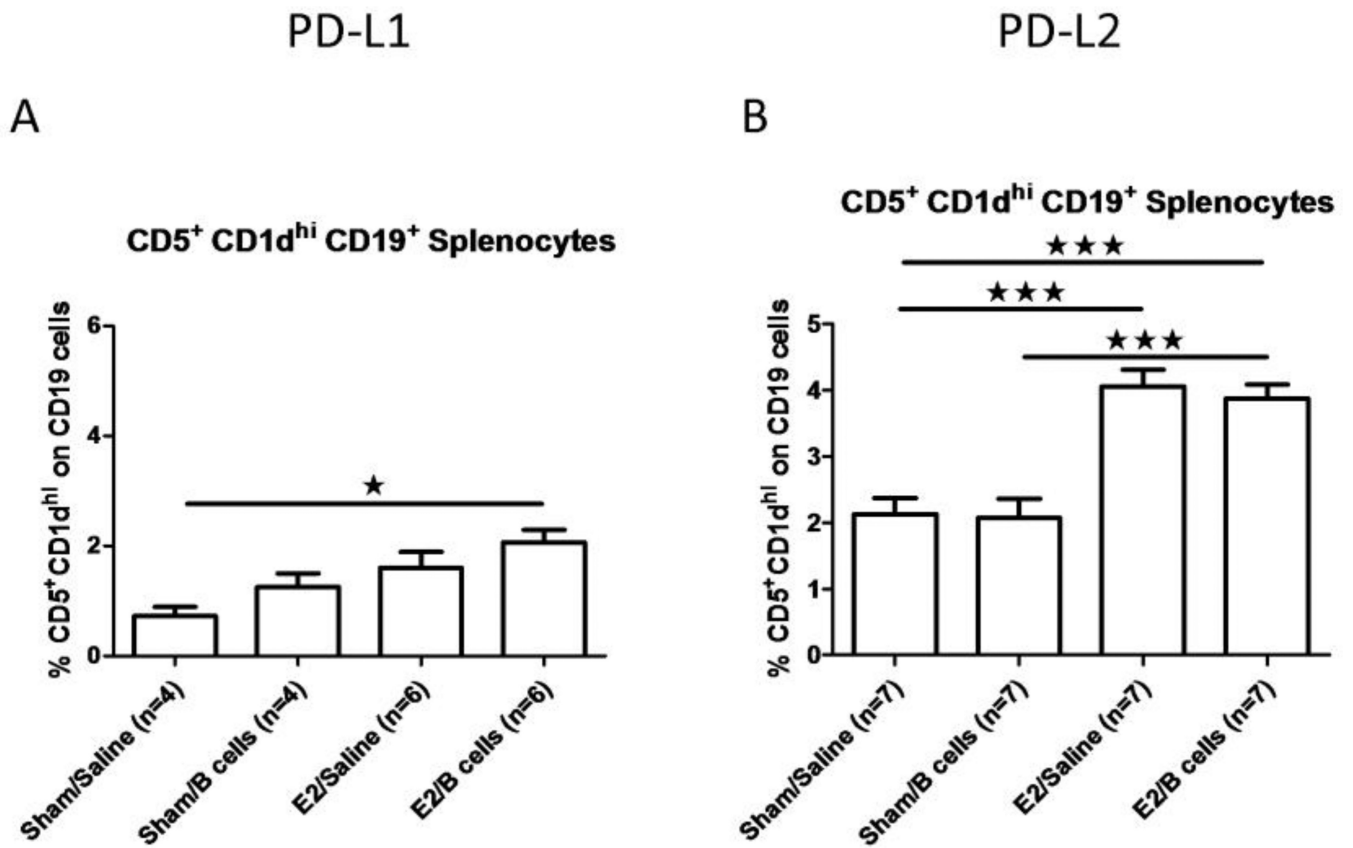 PD-L1
PD-L2
A
B
CD5+ CD1dhi CD19+ Splenocytes
★
% CD5+CD1dhi on CD19 cells
6
4
2
0
Sham/Saline (n=4)
Sham/B cells (n=4)
E2/Saline (n=6)
E2/B cells (n=6)
CD5+ CD1dhi CD19+ Splenocytes
★★★
★★★
★★★
% CD5+CD1dhi on CD19 cells
5
4
3
2
1
0
Sham/Saline (n=7)
Sham/B cells (n=7)
E2/Saline (n=7)
E2/B cells (n=7)